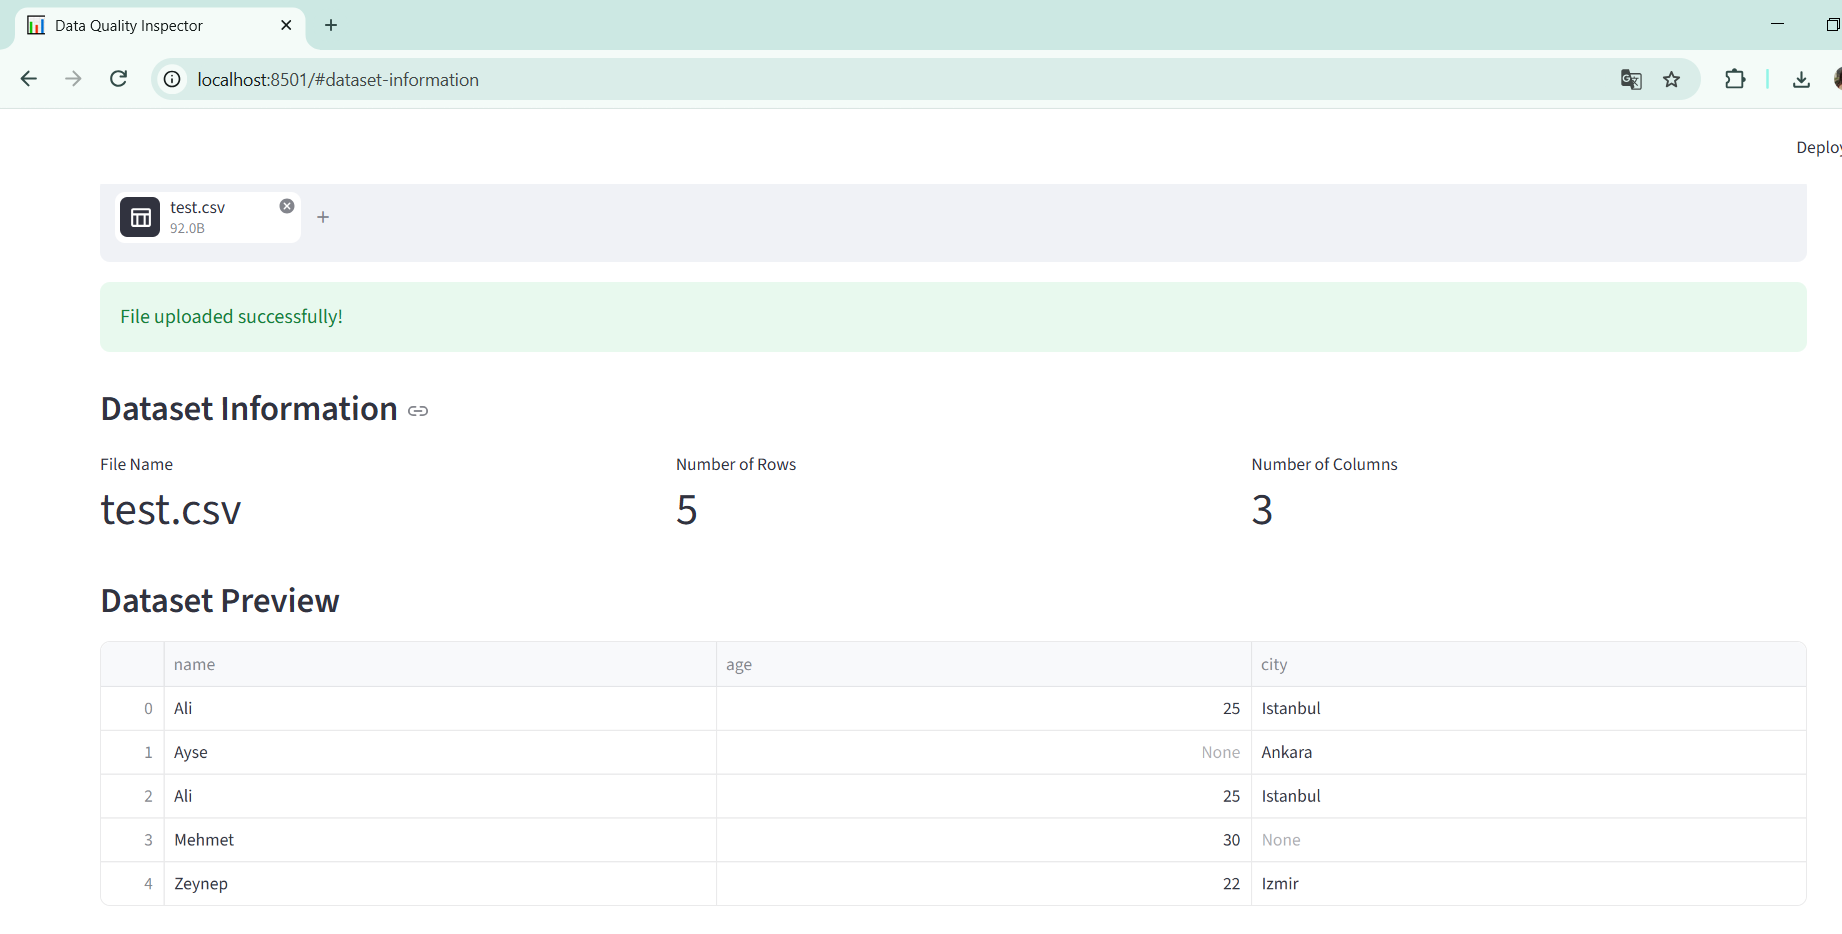 Data Quality Inspector
localhost:8501/#dataset-information
Deploy
test.csv
92.0B
File uploaded successfully!
Dataset Information
File Name Number of Rows Number of Columns
test.csv 5 3
Dataset Preview
name age city
0 Ali 25 Istanbul
1 Ayse None Ankara
2 Ali 25 Istanbul
3 Mehmet 30 None
4 Zeynep 22 Izmir